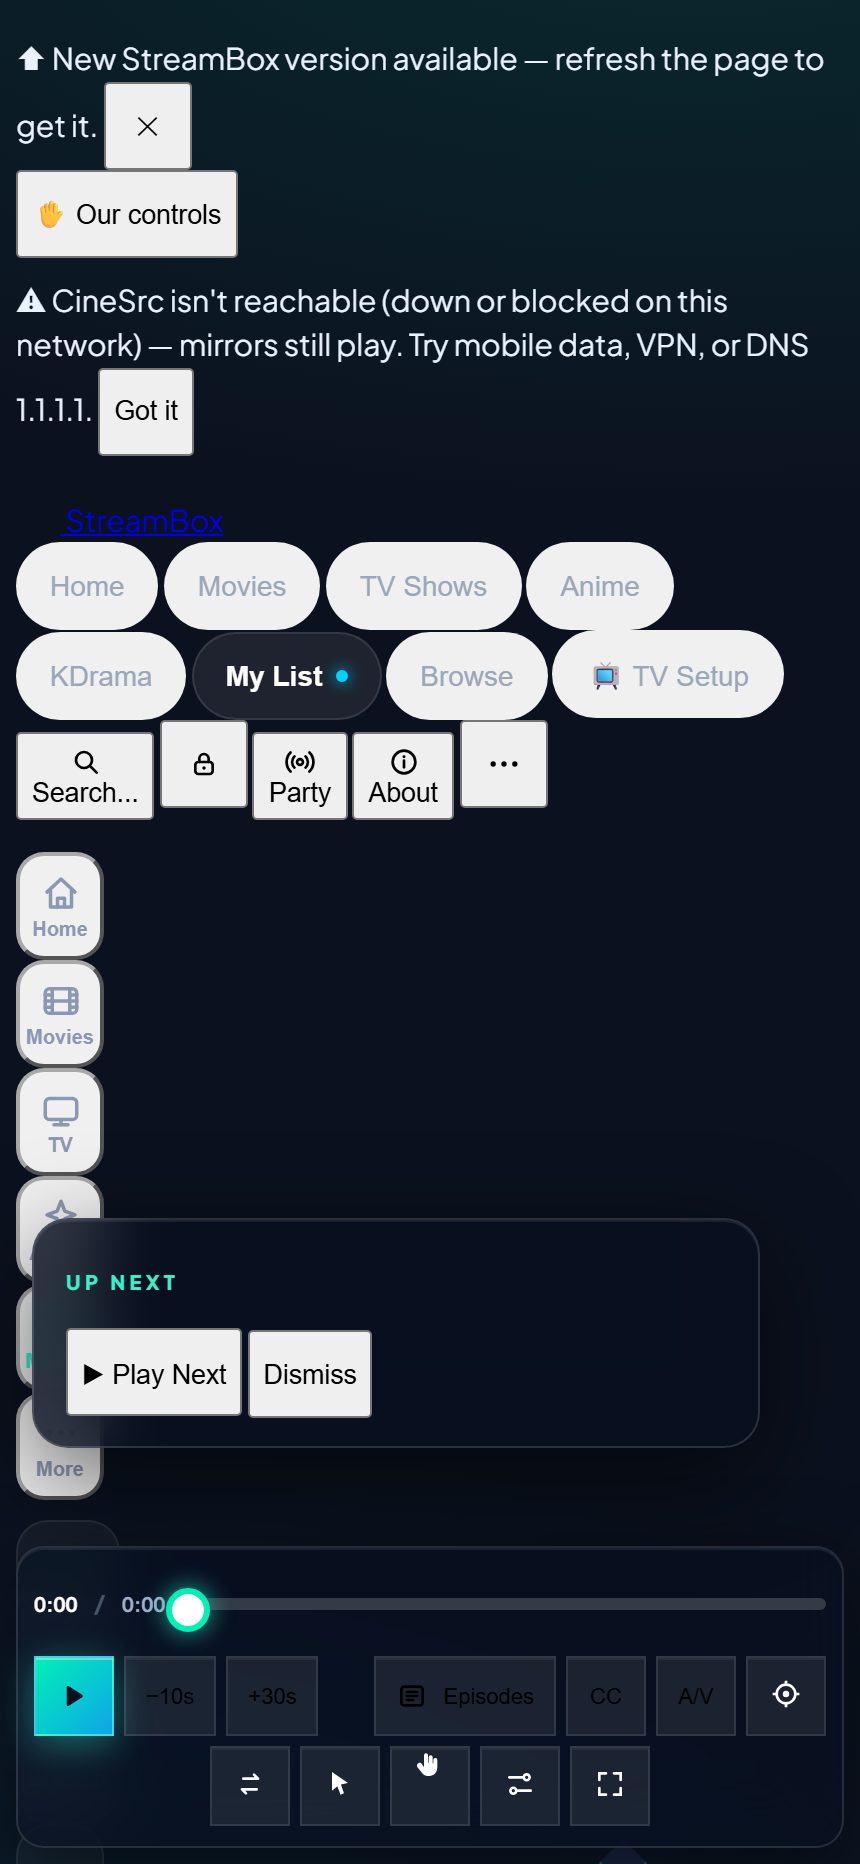 New StreamBox version available — refresh the page to
get it.
Our controls
CineSrc isn't reachable (down or blocked on this
network) — mirrors still play. Try mobile data, VPN, or DNS
1.1.1.1. Got it
StreamBox
Home Movies TV Shows Anime
KDrama My List TV Setup Browse
Search... Party About ...
Home
Movies
TV
UP NEXT
▶ Play Next Dismiss
More
0:00 / 0:00
−10s +30s Episodes CC A/V